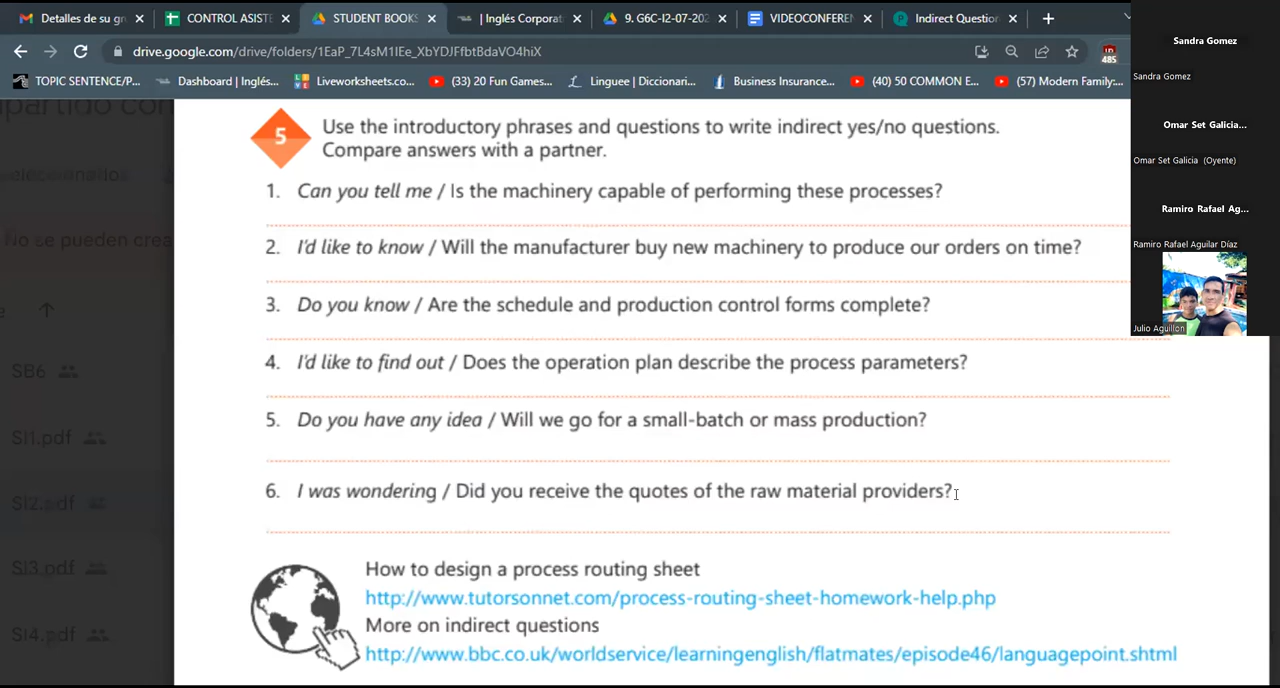 Detalles de su gr
CONTROL ASIST
STUDENT BOOKS
| Inglés Corporat
9. G6C-I2-07-202
VIDEOCONFEREN
Indirect Question
drive.google.com/drive/folders/1EaP_7L4sM1IEe_XbYDJFfbtBdaVO4hiX
485
TOPIC SENTENCE/P...
Dashboard | Inglés...
Liveworksheets.co...
(33) 20 Fun Games...
Linguee | Diccionari...
Business Insurance...
(40) 50 COMMON E...
(57) Modern Family:...
Sandra Gomez
Sandra Gomez
Omar Set Galicia...
Omar Set Galicia (Oyente)
Ramiro Rafael Ag...
Ramiro Rafael Aguilar Díaz
Julio Aguillon
partido con
eleccionados
No se pueden crea
SB6
SI1.pdf
SI2.pdf
SI3.pdf
SI4.pdf
5
Use the introductory phrases and questions to write indirect yes/no questions.
Compare answers with a partner.
1. Can you tell me / Is the machinery capable of performing these processes?
2. I'd like to know / Will the manufacturer buy new machinery to produce our orders on time?
3. Do you know / Are the schedule and production control forms complete?
4. I'd like to find out / Does the operation plan describe the process parameters?
5. Do you have any idea / Will we go for a small-batch or mass production?
6. I was wondering / Did you receive the quotes of the raw material providers?
How to design a process routing sheet
http://www.tutorsonnet.com/process-routing-sheet-homework-help.php
More on indirect questions
http://www.bbc.co.uk/worldservice/learningenglish/flatmates/episode46/languagepoint.shtml